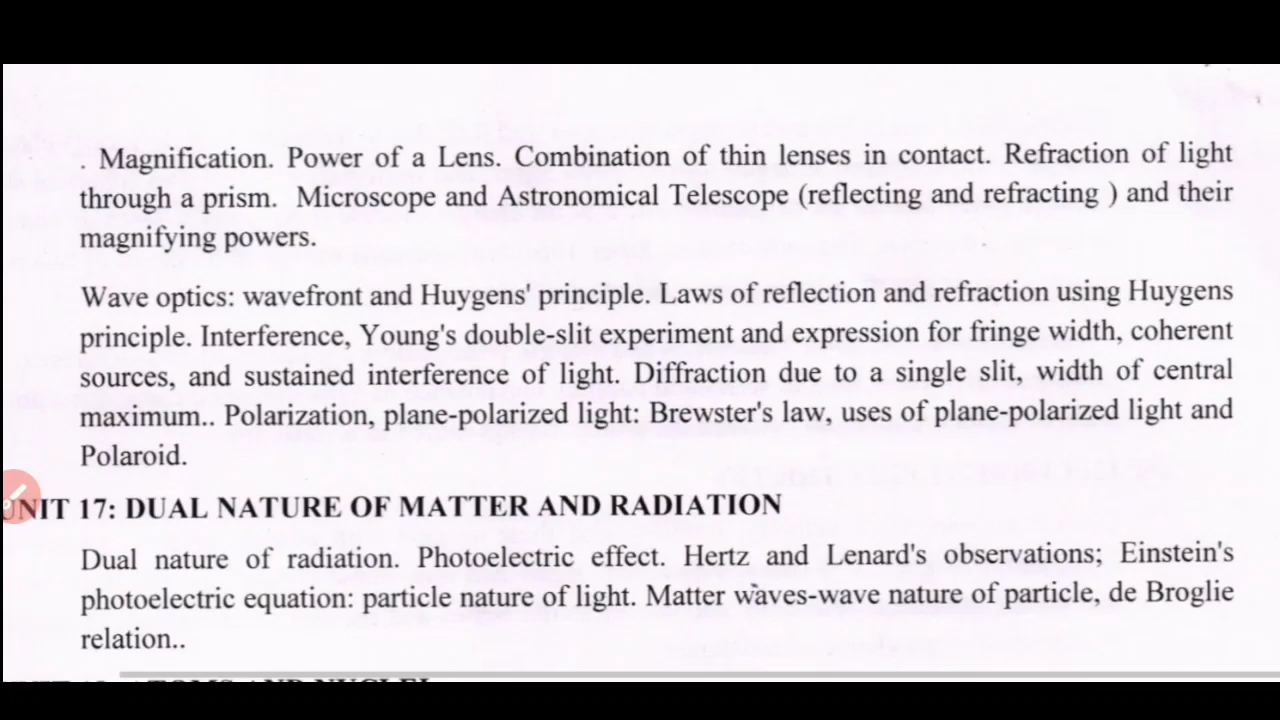 Magnification. Power of a Lens. Combination of thin lenses in contact. Refraction of light
through a prism. Microscope and Astronomical Telescope (reflecting and refracting ) and their
magnifying powers.
Wave optics: wavefront and Huygens' principle. Laws of reflection and refraction using Huygens
principle. Interference, Young's double-slit experiment and expression for fringe width, coherent
sources, and sustained interference of light. Diffraction due to a single slit, width of central
maximum.. Polarization, plane-polarized light: Brewster's law, uses of plane-polarized light and
Polaroid.
UNIT 17: DUAL NATURE OF MATTER AND RADIATION
Dual nature of radiation. Photoelectric effect. Hertz and Lenard's observations; Einstein's
photoelectric equation: particle nature of light. Matter waves-wave nature of particle, de Broglie
relation..
ATOMS AND NUCLEI